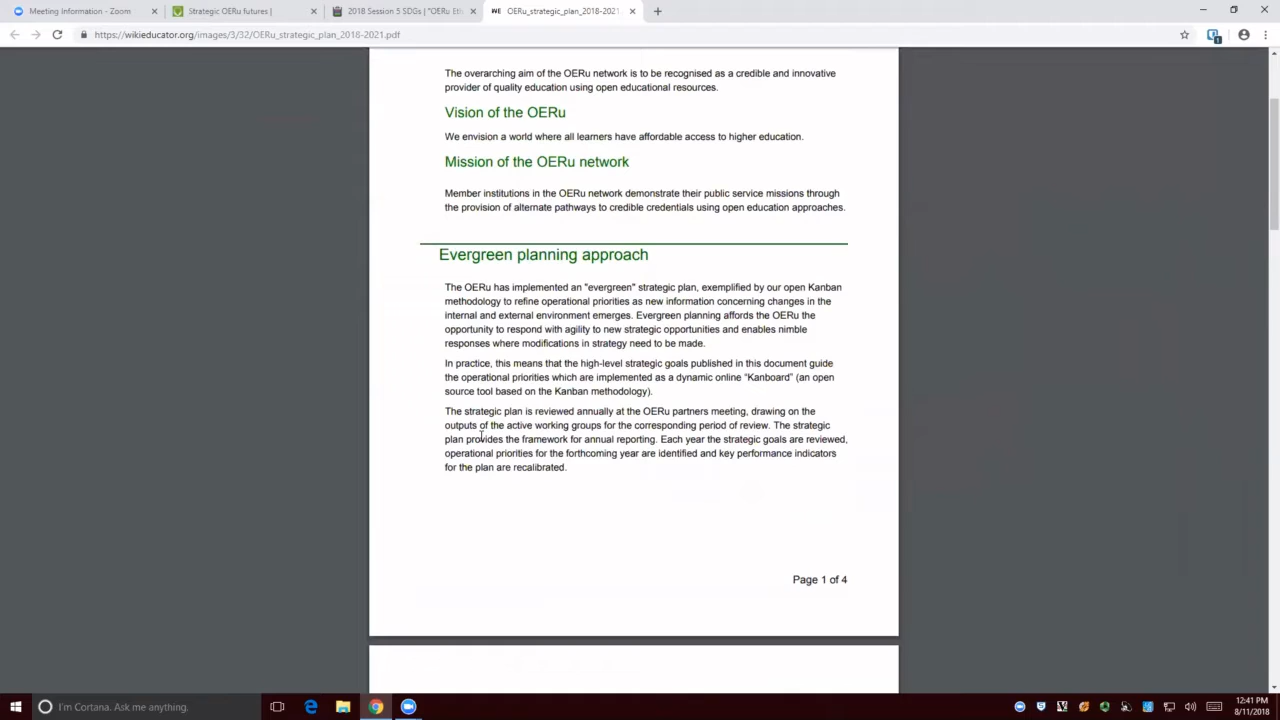 Meeting Information - Zoom
Strategic OERu futures |
2018 Session 5 SDGs | "OERu Eth
WE OERu_strategic_plan_2018-2021
https://wikieducator.org/images/3/32/OERu_strategic_plan_2018-2021.pdf
The overarching aim of the OERu network is to be recognised as a credible and innovative
provider of quality education using open educational resources.
Vision of the OERu
We envision a world where all learners have affordable access to higher education.
Mission of the OERu network
Member institutions in the OERu network demonstrate their public service missions through
the provision of alternate pathways to credible credentials using open education approaches.
Evergreen planning approach
The OERu has implemented an "evergreen" strategic plan, exemplified by our open Kanban
methodology to refine operational priorities as new information concerning changes in the
internal and external environment emerges. Evergreen planning affords the OERu the
opportunity to respond with agility to new strategic opportunities and enables nimble
responses where modifications in strategy need to be made.
In practice, this means that the high-level strategic goals published in this document guide
the operational priorities which are implemented as a dynamic online “Kanboard” (an open
source tool based on the Kanban methodology).
The strategic plan is reviewed annually at the OERu partners meeting, drawing on the
outputs of the active working groups for the corresponding period of review. The strategic
plan provides the framework for annual reporting. Each year the strategic goals are reviewed,
operational priorities for the forthcoming year are identified and key performance indicators
for the plan are recalibrated.
Page 1 of 4
I'm Cortana. Ask me anything.
12:41 PM
8/11/2018